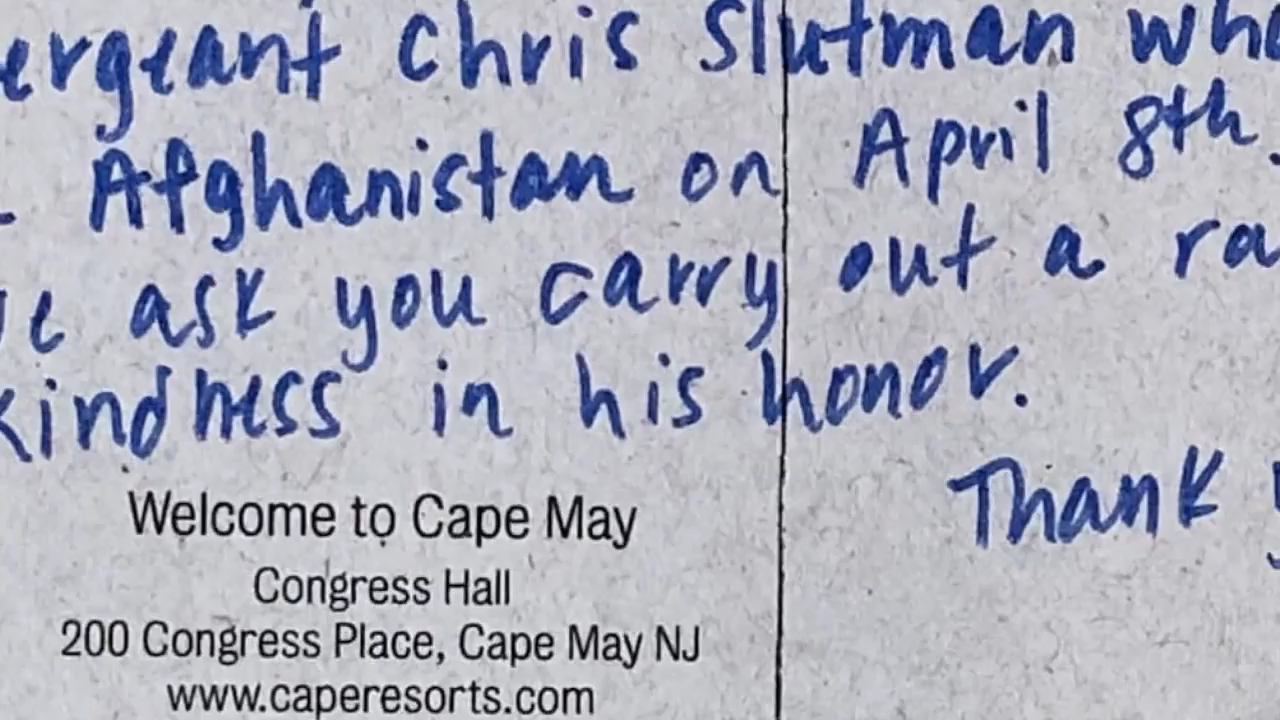 ergeant Chris Slutman who
Afghanistan on April 8th.
ask you carry out a ra
kindness in his honor.
Thank
Welcome to Cape May
Congress Hall
200 Congress Place, Cape May NJ
www.caperesorts.com